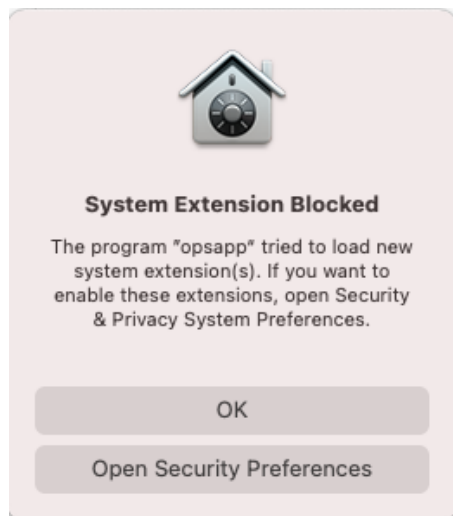 System Extension Blocked
The program "opsapp" tried to load new
system extension(s). If you want to
enable these extensions, open Security
& Privacy System Preferences.
OK
Open Security Preferences